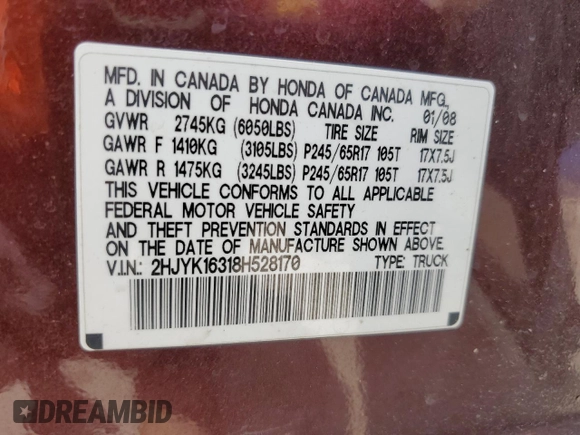 MFD. IN CANADA BY HONDA OF CANADA MFG.,
A DIVISION OF HONDA CANADA INC. 01/08
GVWR 2745KG (6050LBS) TIRE SIZE RIM SIZE
GAWR F 1410KG (3105LBS) P245/65R17 105T 17X7.5J
GAWR R 1475KG (3245LBS) P245/65R17 105T 17X7.5J
THIS VEHICLE CONFORMS TO ALL APPLICABLE
FEDERAL MOTOR VEHICLE SAFETY
AND THEFT PREVENTION STANDARDS IN EFFECT
ON THE DATE OF MANUFACTURE SHOWN ABOVE.
V.I.N.: 2HJYK16318H528170 TYPE: TRUCK
DREAMBID